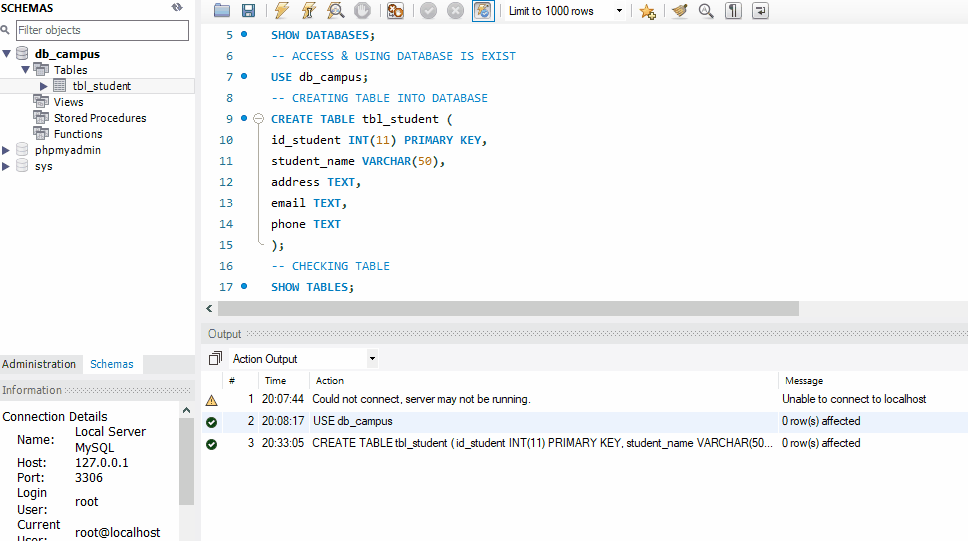 SCHEMAS
Filter objects
db_campus
Tables
tbl_student
Views
Stored Procedures
Functions
phpmyadmin
sys
Administration Schemas
Information
Connection Details
Name: Local Server
MySQL
Host: 127.0.0.1
Port: 3306
Login
User: root
Current
User: root@localhost
Limit to 1000 rows
5 SHOW DATABASES;
6 -- ACCESS & USING DATABASE IS EXIST
7 USE db_campus;
8 -- CREATING TABLE INTO DATABASE
9 CREATE TABLE tbl_student (
10 id_student INT(11) PRIMARY KEY,
11 student_name VARCHAR(50),
12 address TEXT,
13 email TEXT,
14 phone TEXT
15 );
16 -- CHECKING TABLE
17 SHOW TABLES;
Output
Action Output
# Time Action Message
1 20:07:44 Could not connect, server may not be running. Unable to connect to localhost
2 20:08:17 USE db_campus 0 row(s) affected
3 20:33:05 CREATE TABLE tbl_student ( id_student INT(11) PRIMARY KEY, student_name VARCHAR(50... 0 row(s) affected